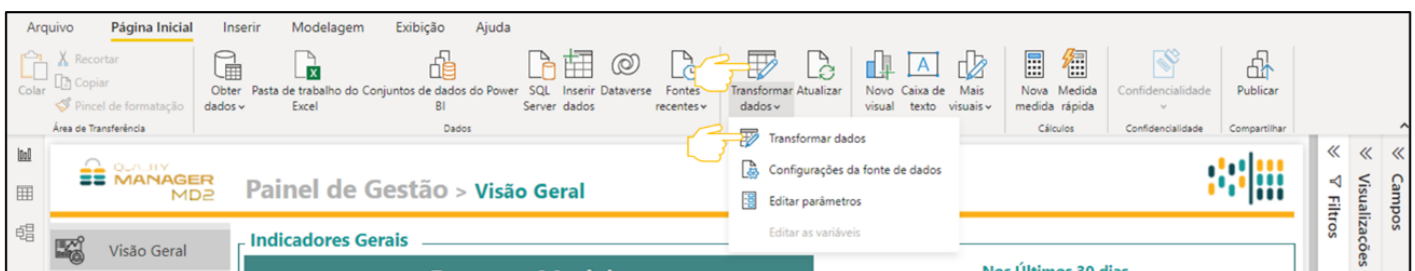 Arquivo Página Inicial Inserir Modelagem Exibição Ajuda
Colar
Recortar
Copiar
Pincel de formatação
Área de Transferência
Obter dados
Pasta de trabalho do Excel
Conjuntos de dados do Power BI
SQL Server
Inserir dados
Dataverse
Fontes recentes
Dados
Transformar dados
Atualizar
Novo visual
Caixa de texto
Mais visuais
Nova medida
Medida rápida
Cálculos
Confidencialidade
Confidencialidade
Publicar
Compartilhar
Transformar dados
Configurações da fonte de dados
Editar parâmetros
Editar as variáveis
MANAGER
MD2
Painel de Gestão > Visão Geral
Visão Geral
Indicadores Gerais
Filtros
Visualizações
Campos